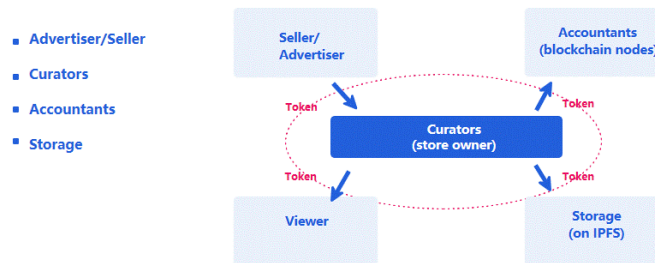 Advertiser/Seller
Curators
Accountants
Storage
Seller/
Advertiser
Accountants
(blockchain nodes)
Token
Token
Curators
(store owner)
Token
Token
Viewer
Storage
(on IPFS)